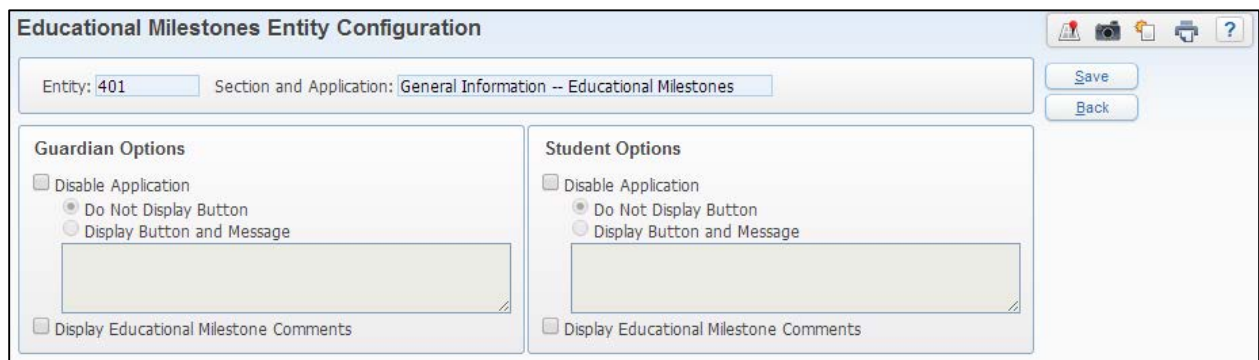 Educational Milestones Entity Configuration
?
Entity: 401 Section and Application: General Information -- Educational Milestones
Save
Back
Guardian Options
Disable Application
Do Not Display Button
Display Button and Message
Display Educational Milestone Comments
Student Options
Disable Application
Do Not Display Button
Display Button and Message
Display Educational Milestone Comments